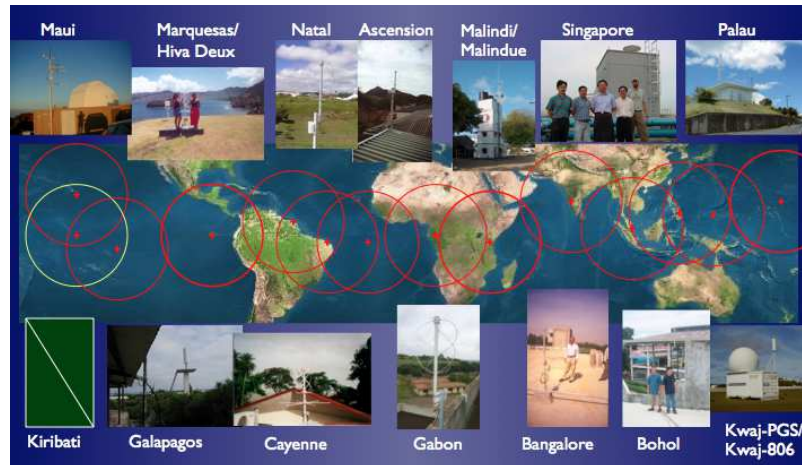 Maui
Marquesas/
Hiva Deux
Natal
Ascension
Malindi/
Malindue
Singapore
Palau
Kiribati
Galapagos
Cayenne
Gabon
Bangalore
Bohol
Kwaj-PGS/
Kwaj-806